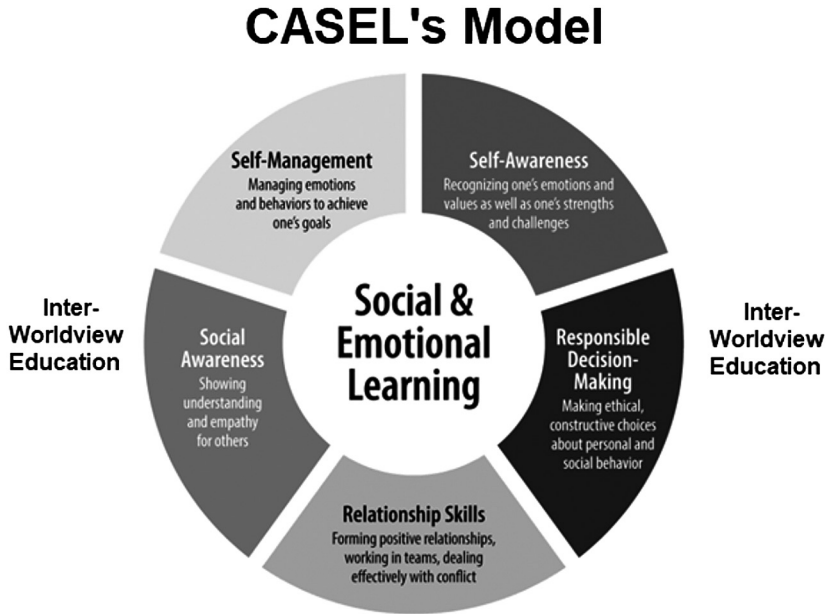 CASEL's Model
Self-Management
Managing emotions
and behaviors to achieve
one's goals
Self-Awareness
Recognizing one's emotions and
values as well as one's strengths
and challenges
Inter-
Worldview
Education
Social
Awareness
Showing
understanding
and empathy
for others
Social &
Emotional
Learning
Responsible
Decision-
Making
Making ethical,
constructive choices
about personal and
social behavior
Inter-
Worldview
Education
Relationship Skills
Forming positive relationships,
working in teams, dealing
effectively with conflict